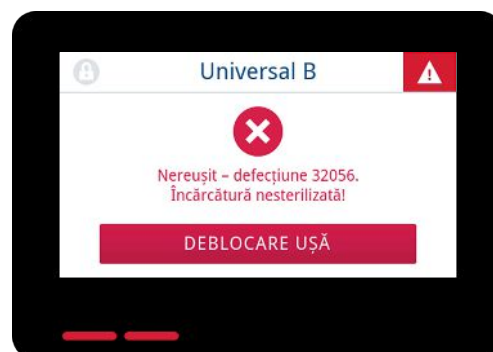 Universal B
Nereușit – defecțiune 32056.
Încărcătură nesterilizată!
DEBLOCARE UȘĂ